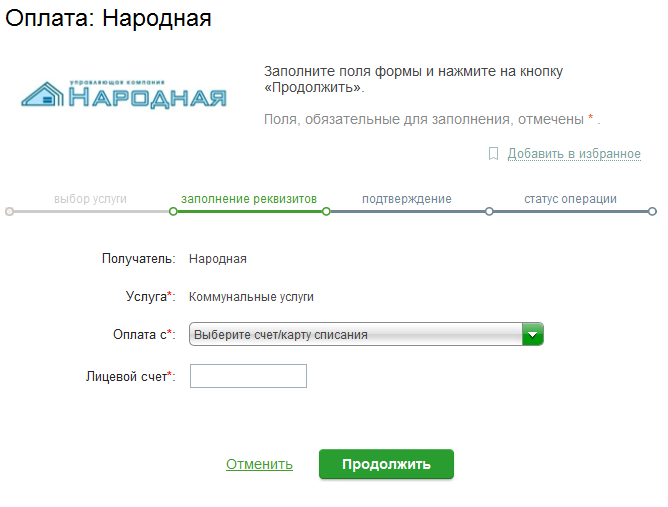 Оплата: Народная
управляющая компания
НАРОДНАЯ
Заполните поля формы и нажмите на кнопку
«Продолжить».
Поля, обязательные для заполнения, отмечены * .
Добавить в избранное
выбор услуги заполнение реквизитов подтверждение статус операции
Получатель: Народная
Услуга*: Коммунальные услуги
Оплата с*: Выберите счет/карту списания
Лицевой счет*:
Отменить Продолжить